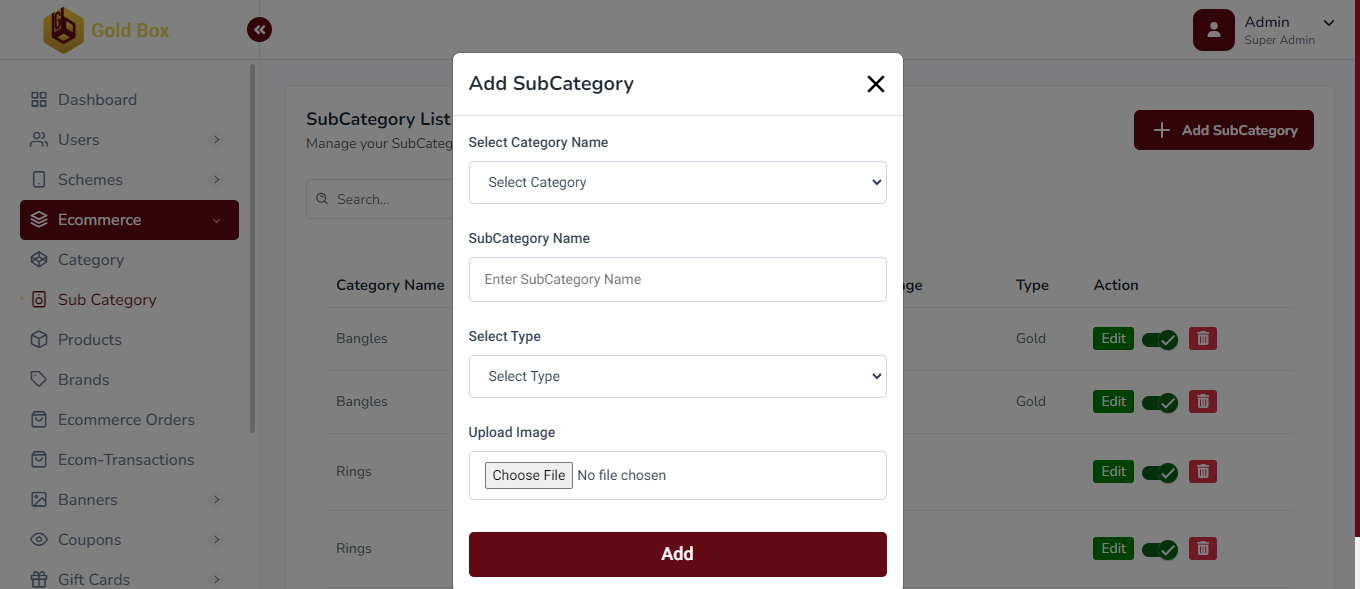 Gold Box
Admin
Super Admin
Dashboard
Users
Schemes
Ecommerce
Category
Sub Category
Products
Brands
Ecommerce Orders
Ecom-Transactions
Banners
Coupons
Gift Cards
SubCategory List
Manage your SubCateg
Add SubCategory
Search...
Category Name
ge
Type
Action
Bangles
Gold
Edit
Bangles
Gold
Edit
Rings
Edit
Rings
Edit
Add SubCategory
Select Category Name
Select Category
SubCategory Name
Enter SubCategory Name
Select Type
Select Type
Upload Image
Choose File No file chosen
Add